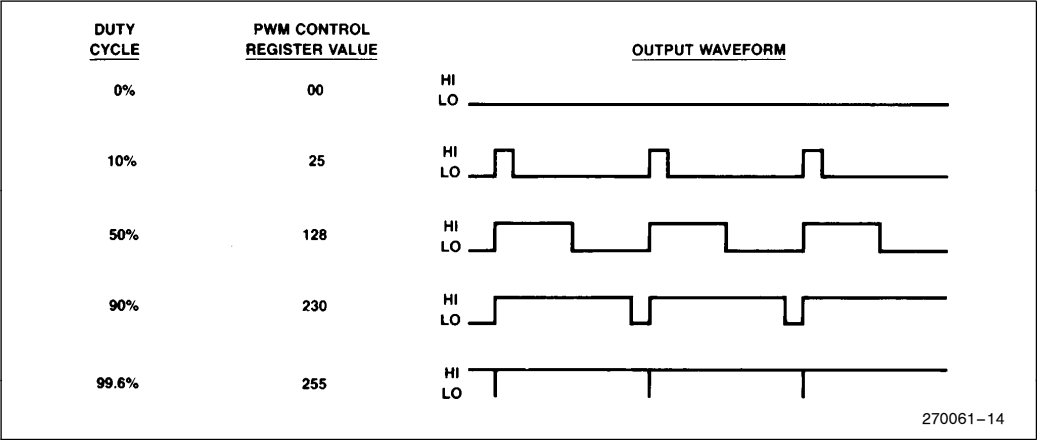 DUTY CYCLE
PWM CONTROL REGISTER VALUE
OUTPUT WAVEFORM
0% 00 HI LO
10% 25 HI LO
50% 128 HI LO
90% 230 HI LO
99.6% 255 HI LO
270061-14